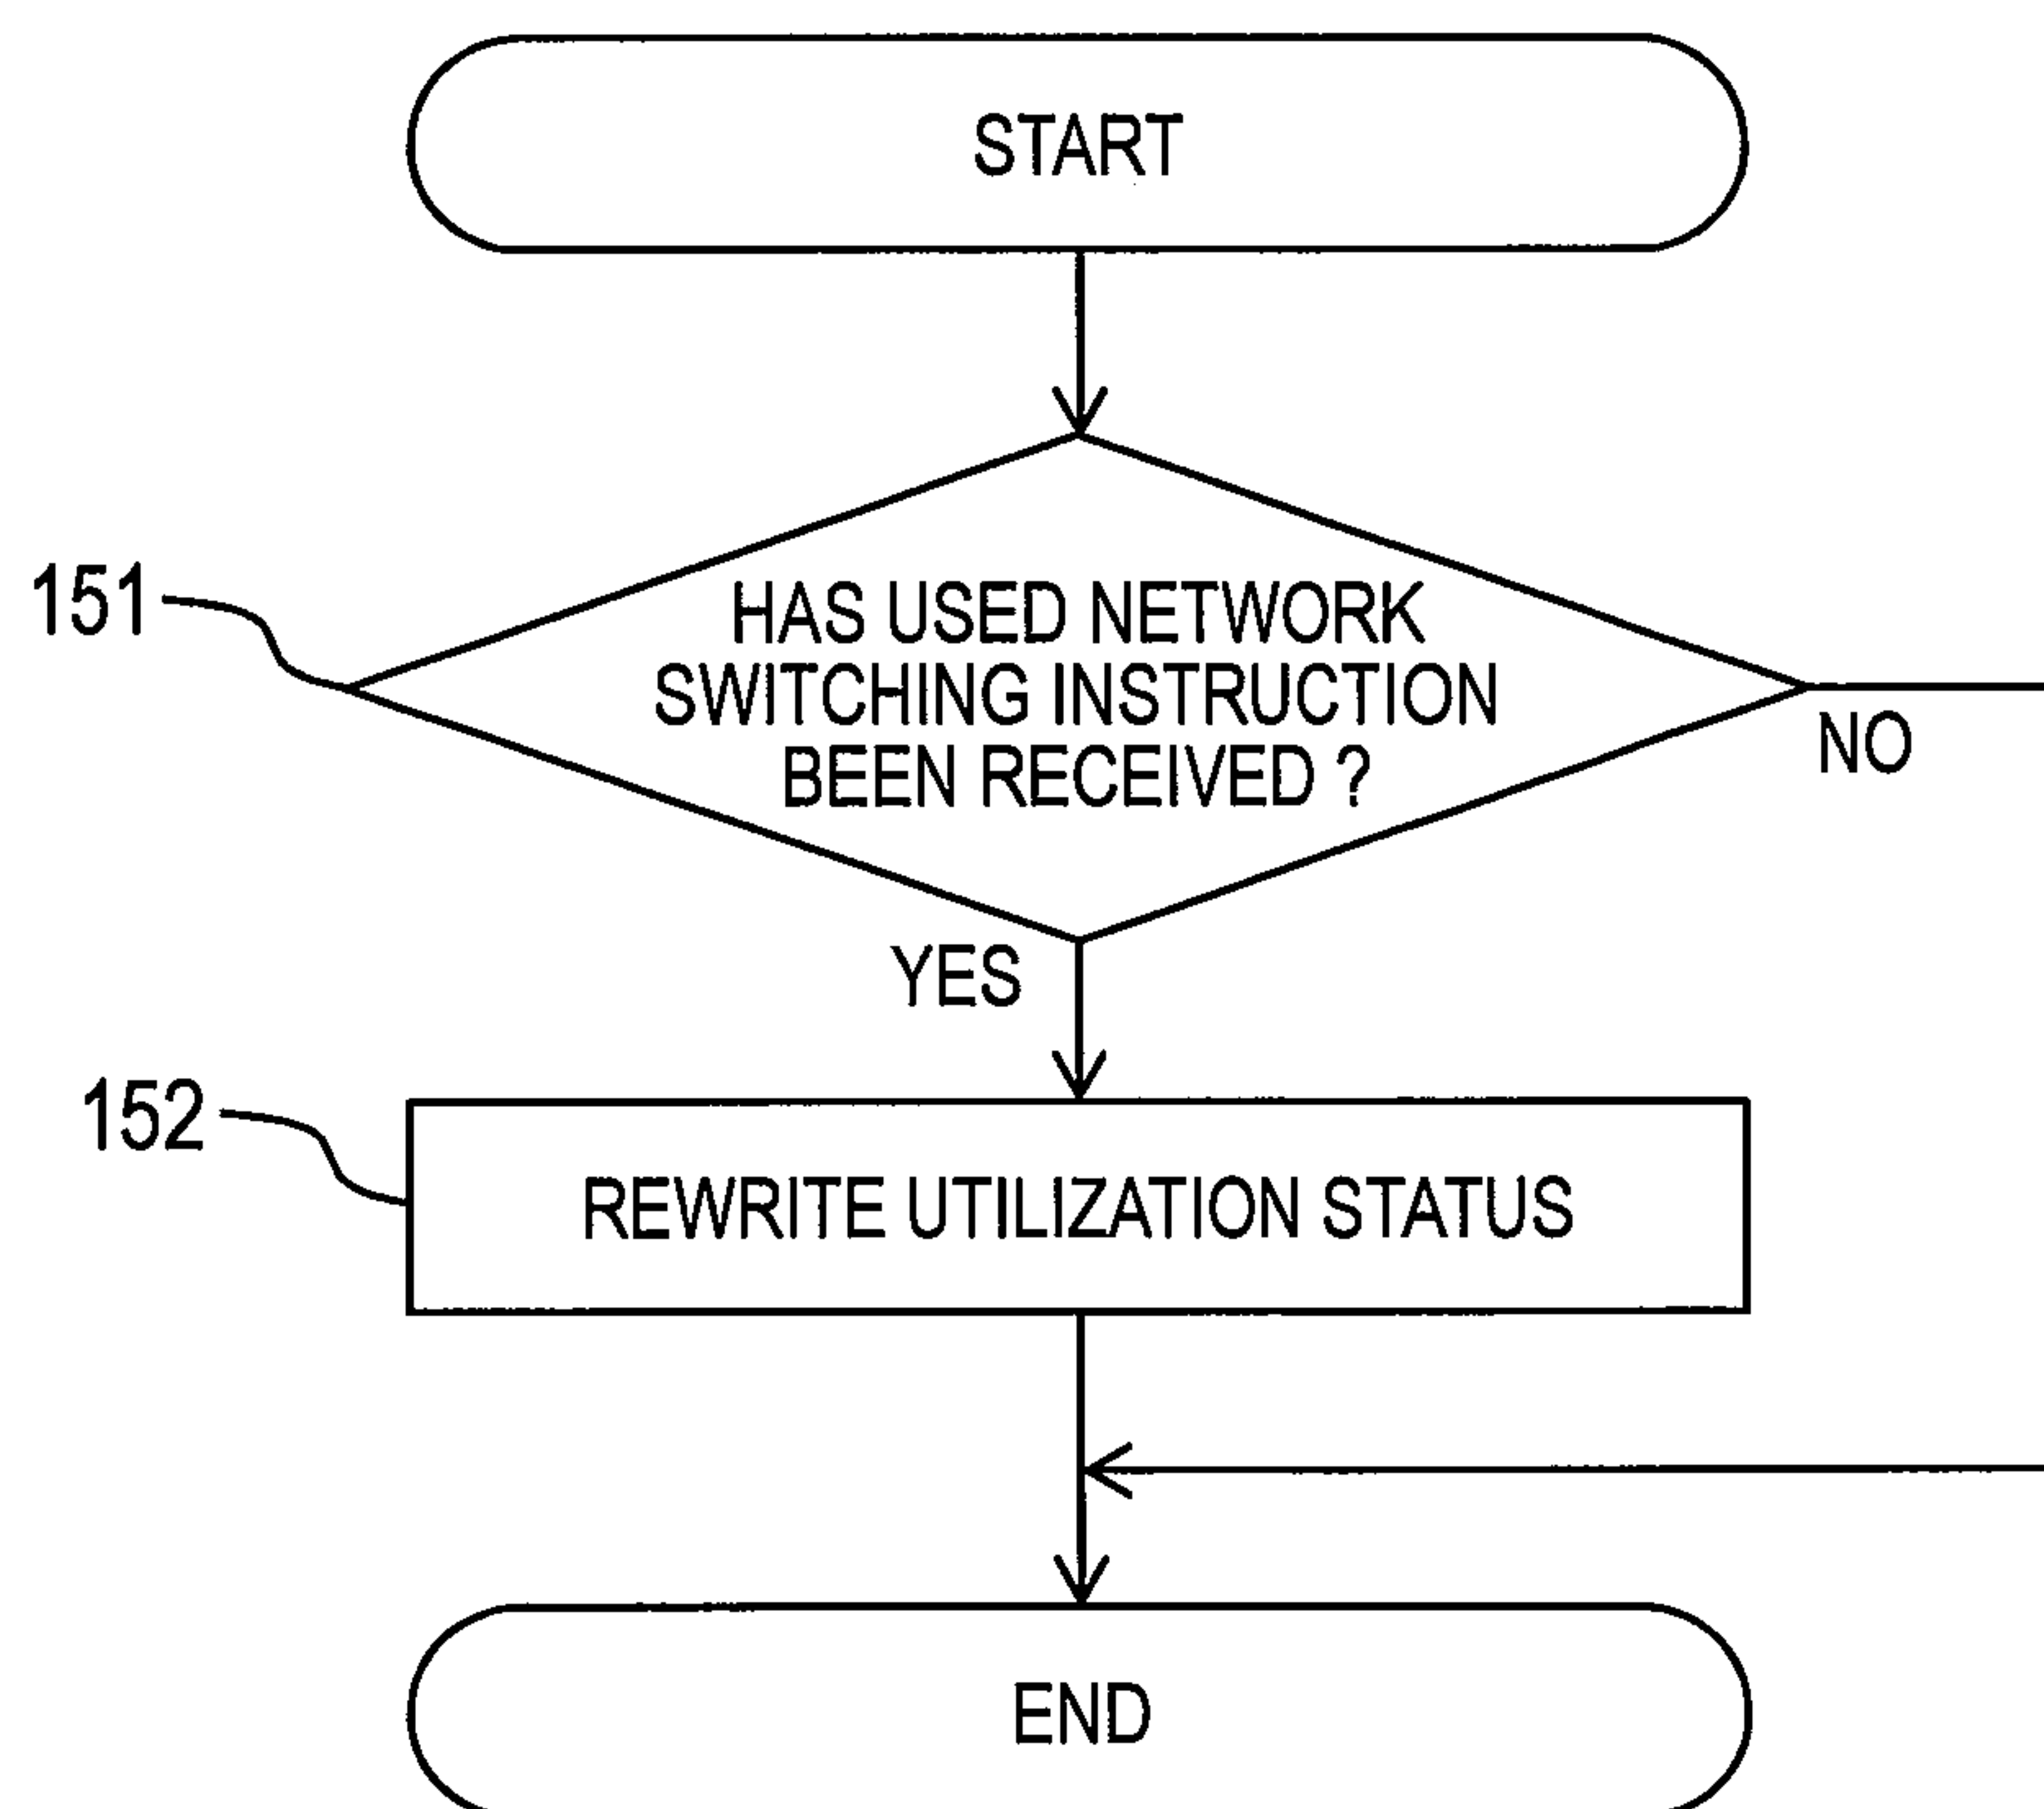 START
151
HAS USED NETWORK
SWITCHING INSTRUCTION
BEEN RECEIVED ?
NO
YES
152
REWRITE UTILIZATION STATUS
END